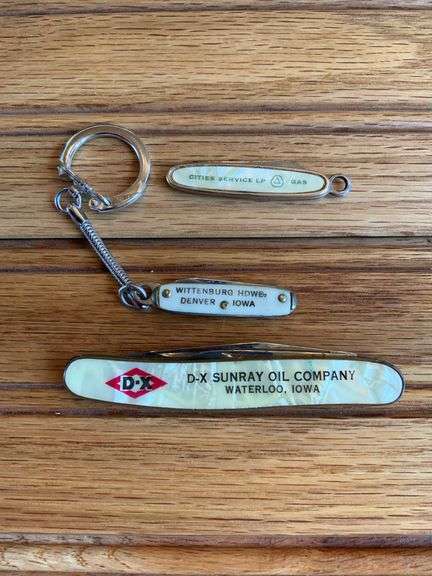 CITIES SERVICE LP GAS
WITTENBURG HDWE,
DENVER IOWA
D-X
D-X SUNRAY OIL COMPANY
WATERLOO, IOWA